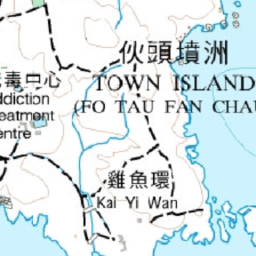 伙頭墳洲
TOWN ISLAND
(FO TAU FAN CHAU
毒中心
ddiction
reatment
entre
雞魚環
Kai Yi Wan